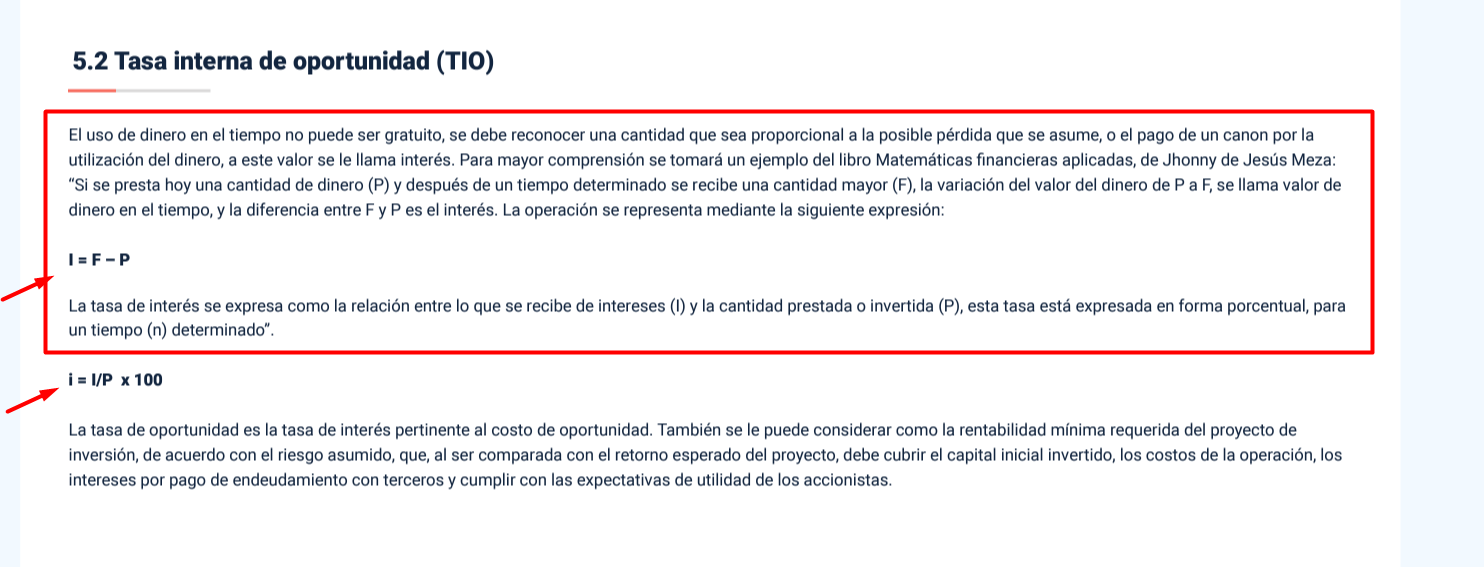 5.2 Tasa interna de oportunidad (TIO)
El uso de dinero en el tiempo no puede ser gratuito, se debe reconocer una cantidad que sea proporcional a la posible pérdida que se asume, o el pago de un canon por la
utilización del dinero, a este valor se le llama interés. Para mayor comprensión se tomará un ejemplo del libro Matemáticas financieras aplicadas, de Jhonny de Jesús Meza:
“Si se presta hoy una cantidad de dinero (P) y después de un tiempo determinado se recibe una cantidad mayor (F), la variación del valor del dinero de P a F, se llama valor de
dinero en el tiempo, y la diferencia entre F y P es el interés. La operación se representa mediante la siguiente expresión:
I = F – P
La tasa de interés se expresa como la relación entre lo que se recibe de intereses (I) y la cantidad prestada o invertida (P), esta tasa está expresada en forma porcentual, para
un tiempo (n) determinado”.
i = I/P x 100
La tasa de oportunidad es la tasa de interés pertinente al costo de oportunidad. También se le puede considerar como la rentabilidad mínima requerida del proyecto de
inversión, de acuerdo con el riesgo asumido, que, al ser comparada con el retorno esperado del proyecto, debe cubrir el capital inicial invertido, los costos de la operación, los
intereses por pago de endeudamiento con terceros y cumplir con las expectativas de utilidad de los accionistas.